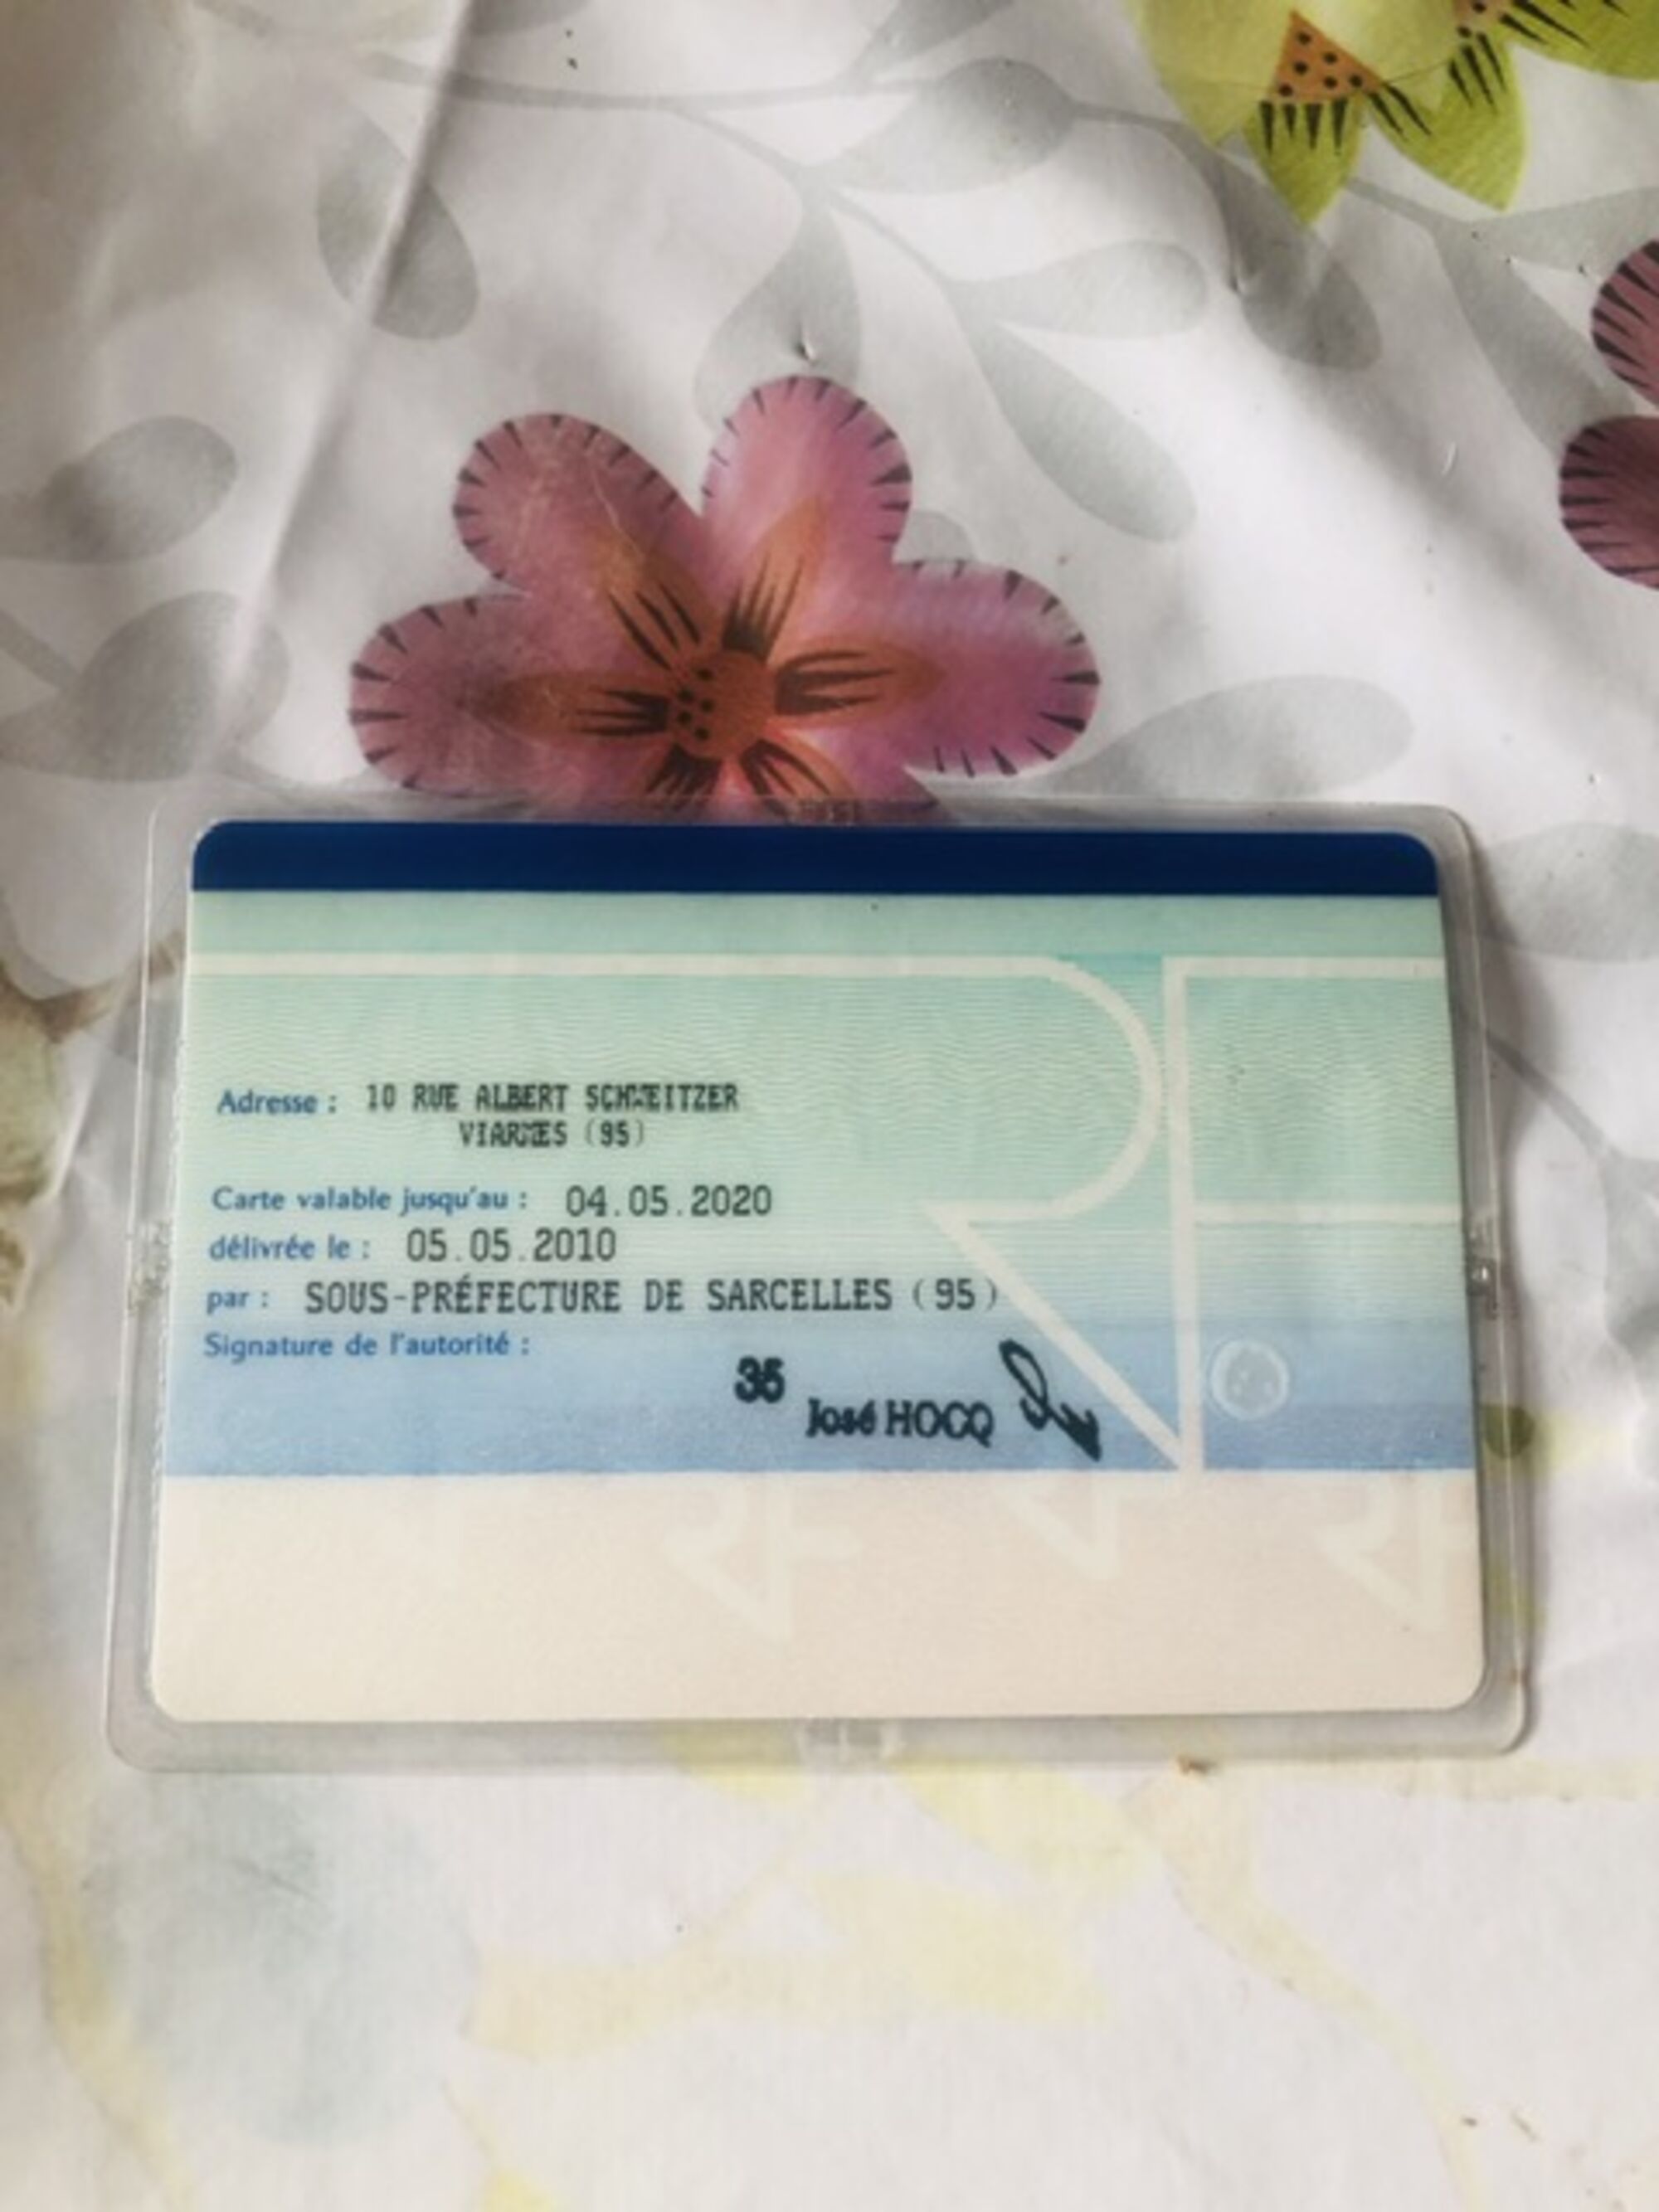 Adresse : 10 RUE ALBERT SCHWEITZER
VIARMES (95)
Carte valable jusqu'au : 04.05.2020
délivrée le : 05.05.2010
par : SOUS-PRÉFECTURE DE SARCELLES (95)
Signature de l'autorité :
35
José HOCQ
RF